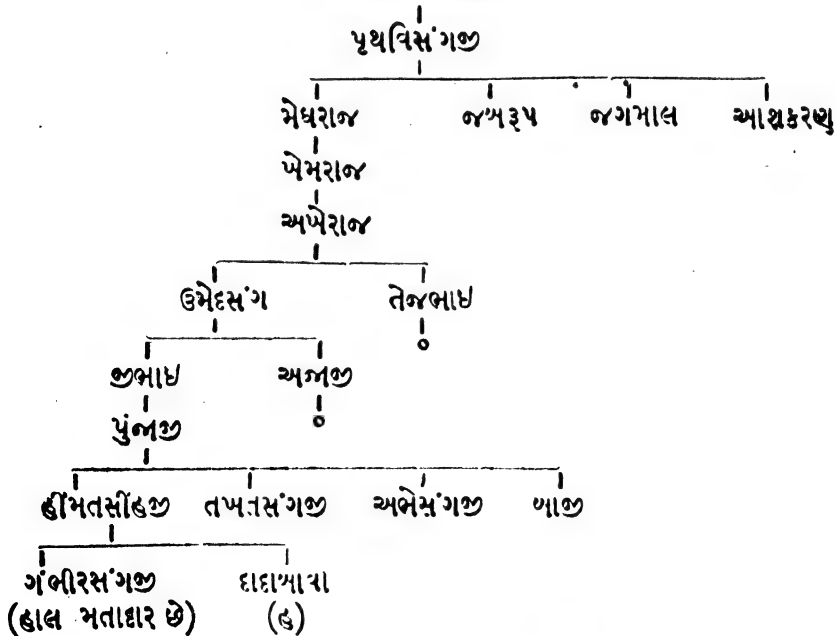 પૃથવિસંગજી
મેઘરાજ જઅરૂપ જગમાલ આશકરણ
ખેમરાજ
અખેરાજ
ઉમેદસંગ તેજભાઇ
જીભાઇ અજાજી
પુંજાજી
હીંમતસીંહજી તખતસંગજી અભેસંગજી બાજી
ગંભીરસંગજી
(હાલ મતાદાર છે) (હ)